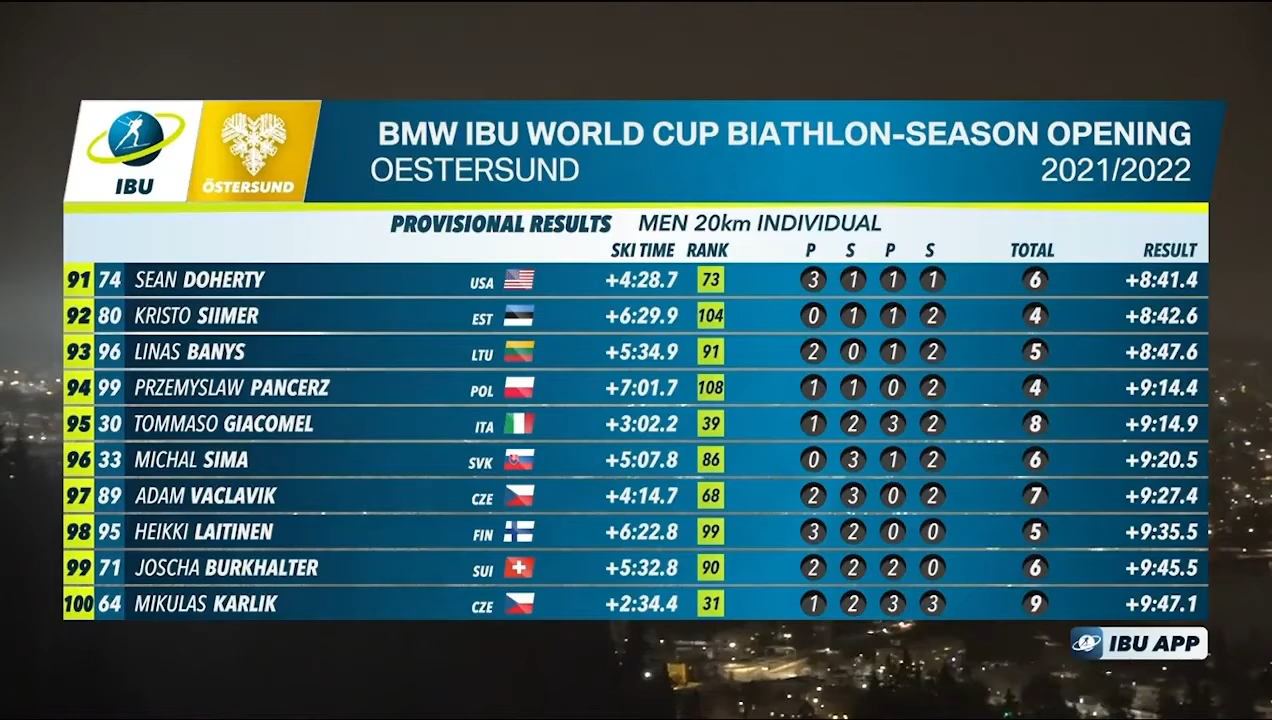 BMW IBU WORLD CUP BIATHLON-SEASON OPENING
IBU
ÖSTERSUND
OESTERSUND 2021/2022
PROVISIONAL RESULTS MEN 20km INDIVIDUAL
SKI TIME RANK P S P S TOTAL RESULT
91 74 SEAN DOHERTY USA +4:28.7 73 3 1 1 1 6 +8:41.4
92 80 KRISTO SIIMER EST +6:29.9 104 0 1 1 2 4 +8:42.6
93 96 LINAS BANYS LTU +5:34.9 91 2 0 1 2 5 +8:47.6
94 99 PRZEMYSLAW PANCERZ POL +7:01.7 108 1 1 0 2 4 +9:14.4
95 30 TOMMASO GIACOMEL ITA +3:02.2 39 1 2 3 2 8 +9:14.9
96 33 MICHAL SIMA SVK +5:07.8 86 0 3 1 2 6 +9:20.5
97 89 ADAM VACLAVIK CZE +4:14.7 68 2 3 0 2 7 +9:27.4
98 95 HEIKKI LAITINEN FIN +6:22.8 99 3 2 0 0 5 +9:35.5
99 71 JOSCHA BURKHALTER SUI +5:32.8 90 2 2 2 0 6 +9:45.5
100 64 MIKULAS KARLIK CZE +2:34.4 31 1 2 3 3 9 +9:47.1
IBU APP